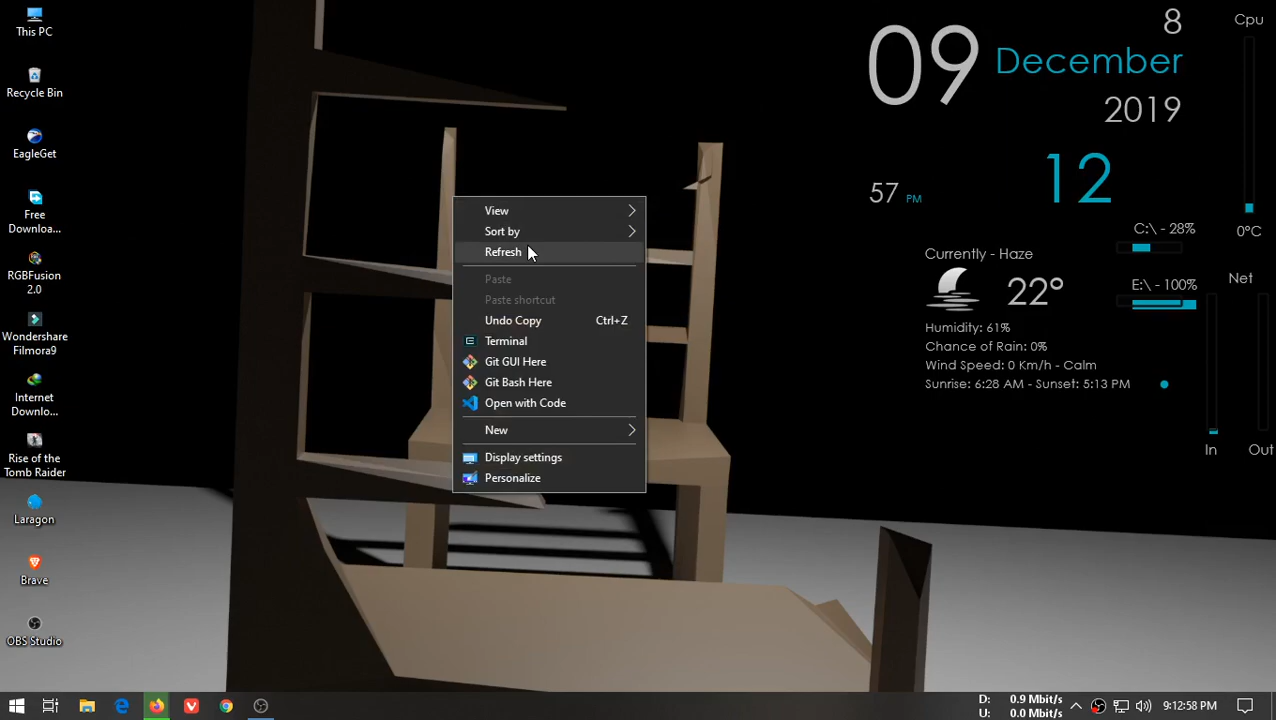 This PC
Recycle Bin
EagleGet
Free
Downloa...
RGBFusion
2.0
Wondershare
Filmora9
Internet
Downlo...
Rise of the
Tomb Raider
Laragon
Brave
OBS Studio
View
Sort by
Refresh
Paste
Paste shortcut
Undo Copy Ctrl+Z
Terminal
Git GUI Here
Git Bash Here
Open with Code
New
Display settings
Personalize
09
8
December
2019
12
57 PM
Currently - Haze
22°
Humidity: 61%
Chance of Rain: 0%
Wind Speed: 0 Km/h - Calm
Sunrise: 6:28 AM - Sunset: 5:13 PM
Cpu
0°C
C:\ - 28%
E:\ - 100%
Net
In Out
D: 0.9 Mbit/s
U: 0.0 Mbit/s
9:12:58 PM